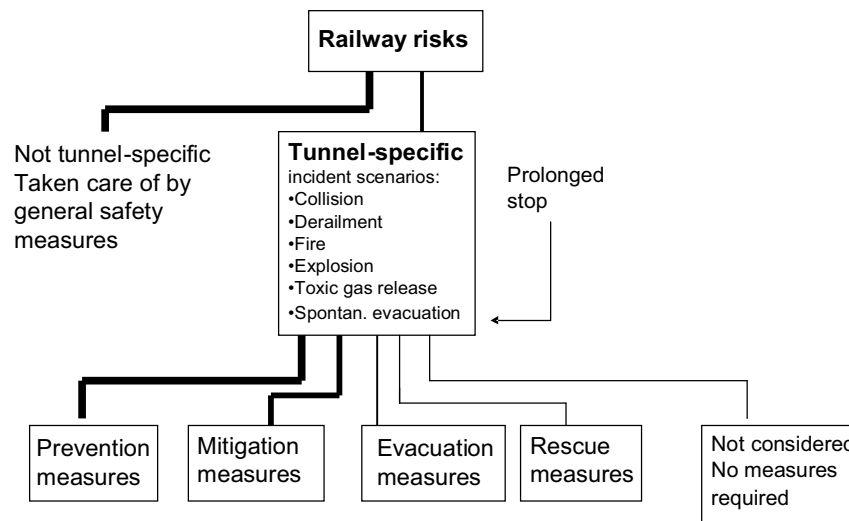 Railway risks
Not tunnel-specific
Taken care of by
general safety
measures
Tunnel-specific
incident scenarios:
•Collision
•Derailment
•Fire
•Explosion
•Toxic gas release
•Spontan. evacuation
Prolonged
stop
Prevention
measures
Mitigation
measures
Evacuation
measures
Rescue
measures
Not considered
No measures
required